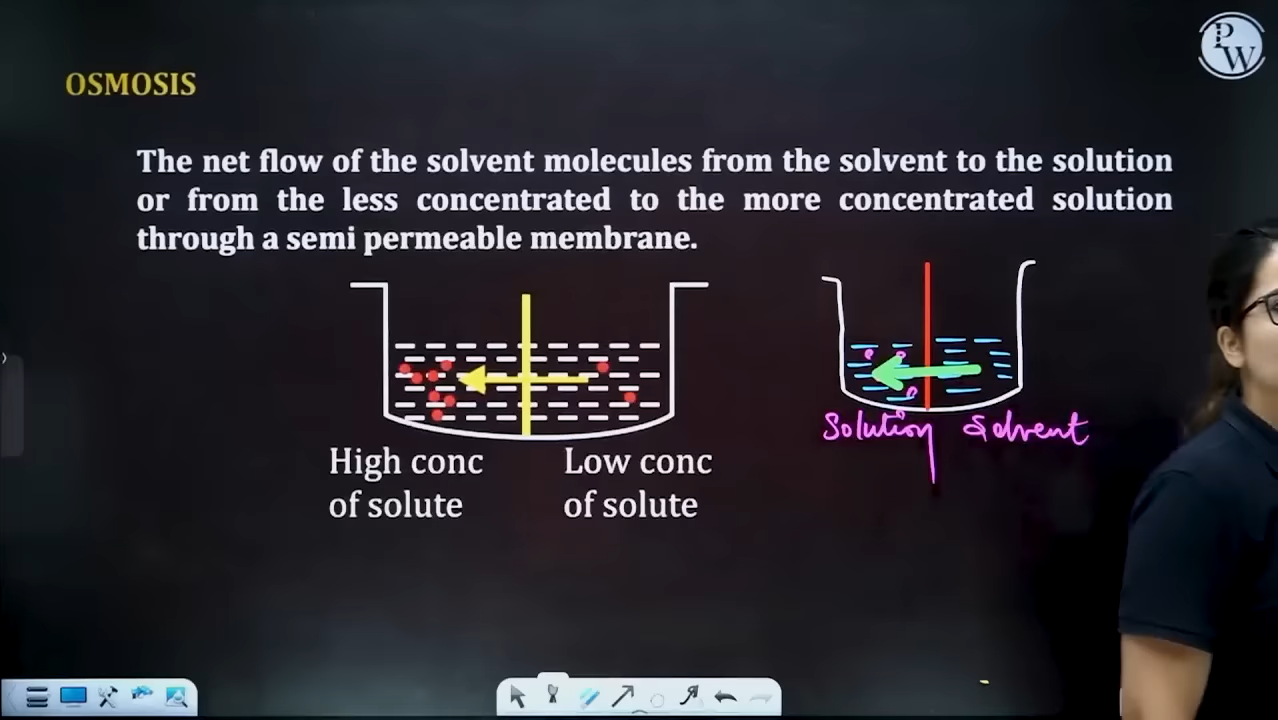 PW
OSMOSIS
The net flow of the solvent molecules from the solvent to the solution
or from the less concentrated to the more concentrated solution
through a semi permeable membrane.
High conc
of solute
Low conc
of solute
Solution
Solvent